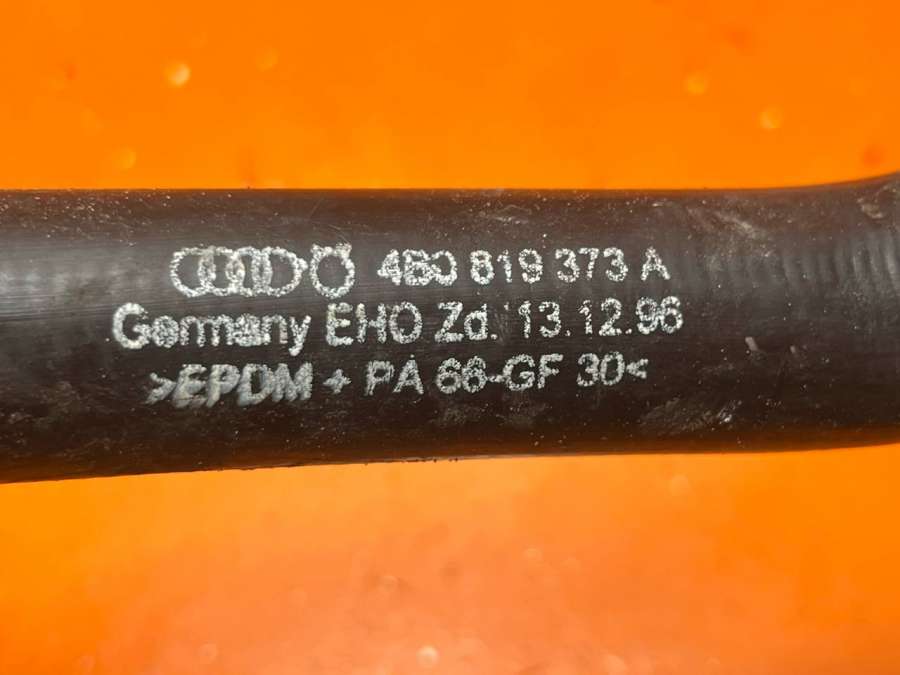 4B0 819 373 A
Germany EHO Zd. 13.12.96
>EPDM + PA 66-GF 30<